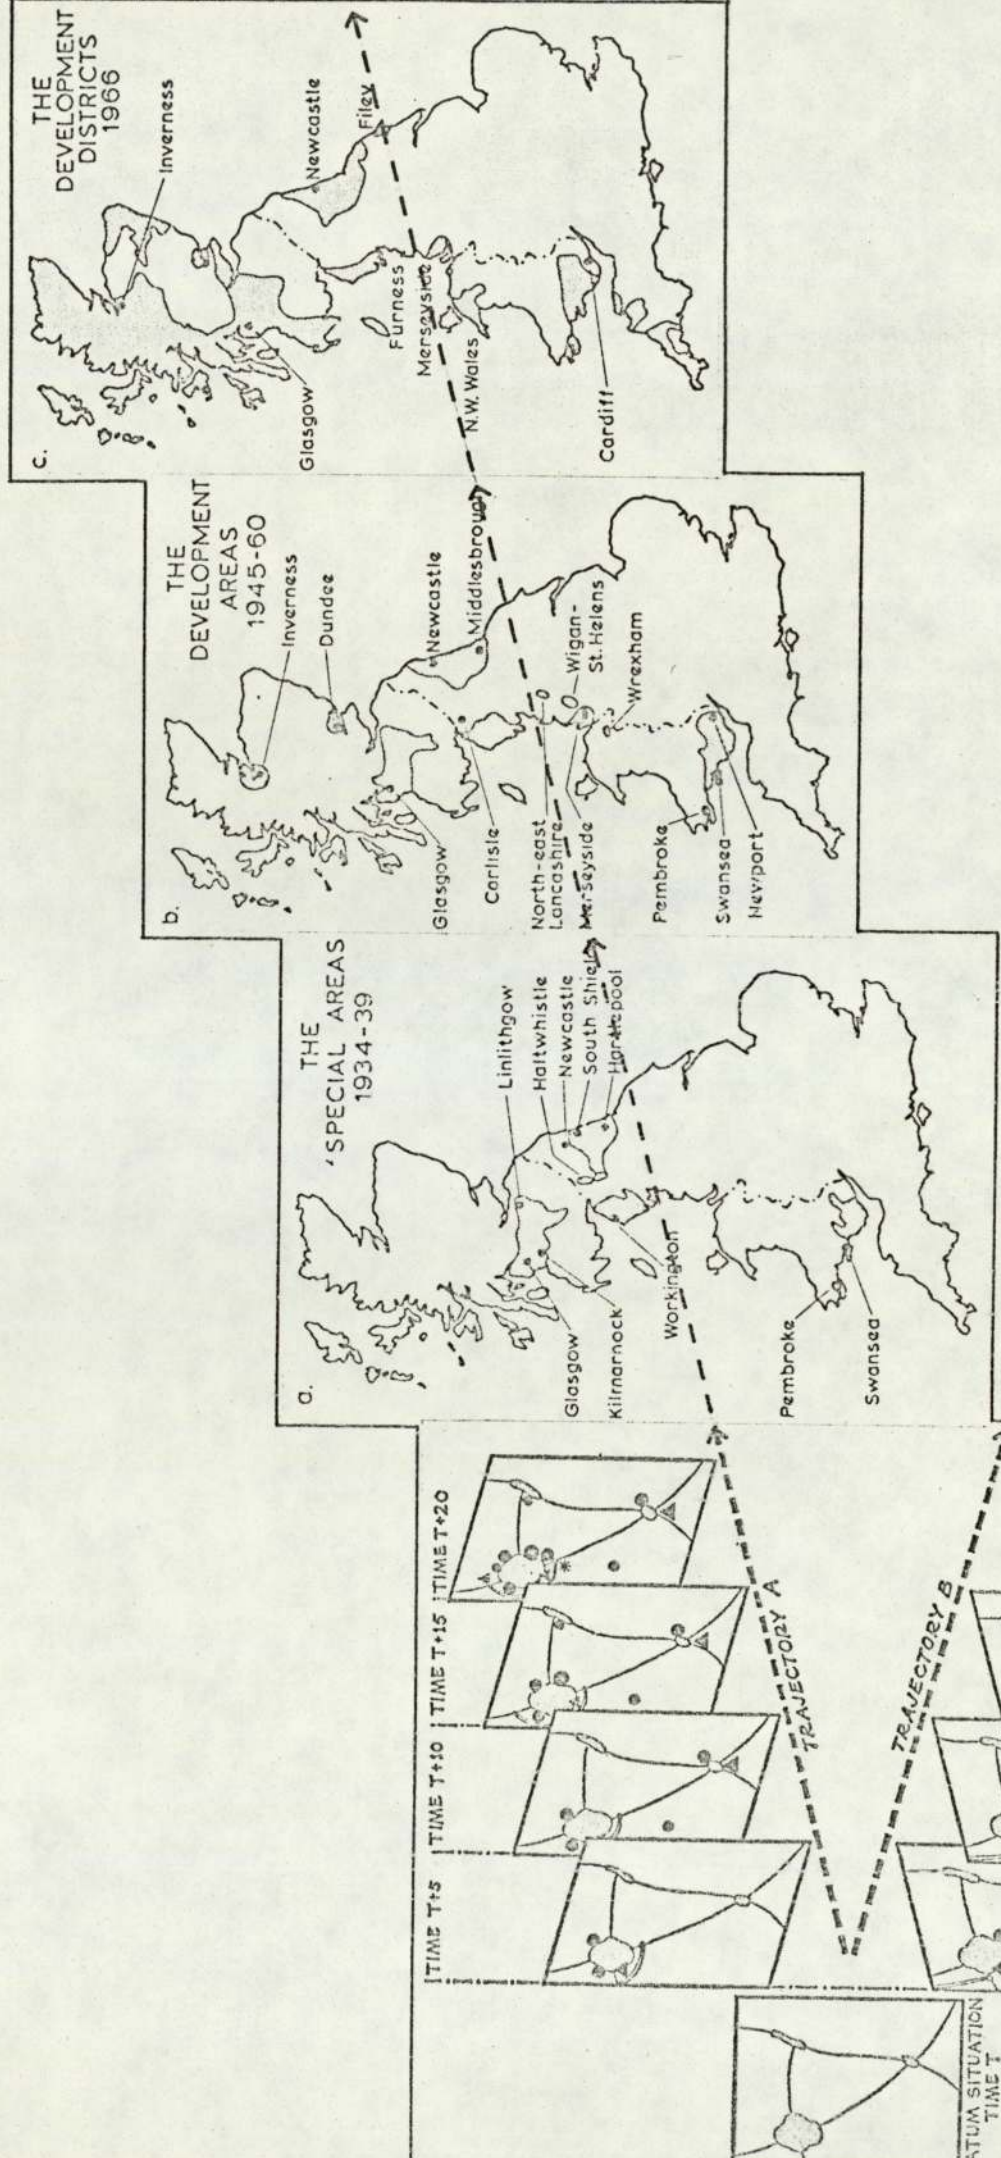 c.
THE
DEVELOPMENT
DISTRICTS
1966
Inverness
Newcastle
Filey
Glasgow
Furness
Merseyside
N.W. Wales
Cardiff
b.
THE
DEVELOPMENT
AREAS
1945-60
Inverness
Dundee
Newcastle
Middlesbrough
Wigan-
St. Helens
Wrexham
Glasgow
Carlisle
North-east
Lancashire
Merseyside
Pembroke
Swansea
Newport
a.
THE
'SPECIAL AREAS
1934-39
Linlithgow
Haltwhistle
Newcastle
South Shields
Hartlepool
Glasgow
Kilmarnock
Workington
Pembroke
Swansea
TIME T+5
TIME T+10
TIME T+15
TIME T+20
TRAJECTORY A
TRAJECTORY B
ATUM SITUATION
TIME T